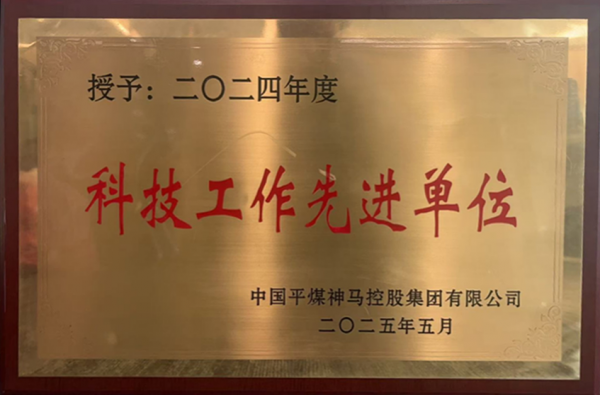 授予：二〇二四年度
科技工作先进单位
中国平煤神马控股集团有限公司
二〇二五年五月